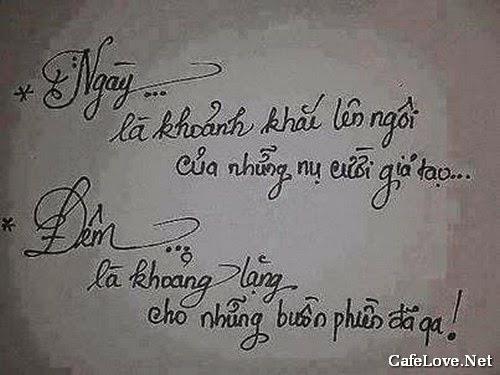 * Ngày...
là khoảnh khắc lên ngôi
của những nụ cười giả tạo...
* Đêm...
là khoảng lặng
cho những buồn phiền đã qa!
CafeLove.Net